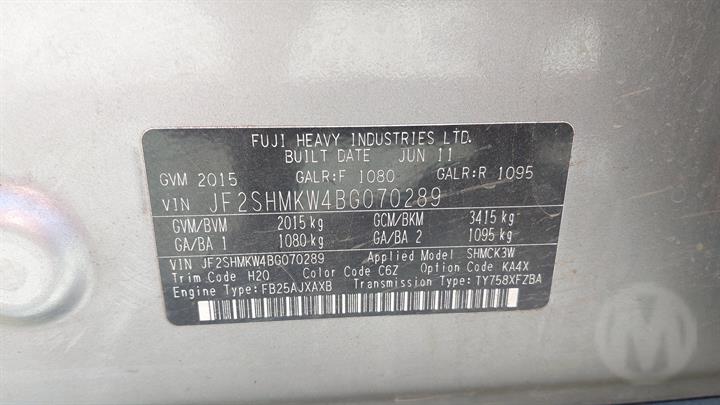 FUJI HEAVY INDUSTRIES LTD.
BUILT DATE JUN 11
GVM 2015 GALR:F 1080 GALR:R 1095
VIN JF2SHMKW4BG070289
GVM/BVM 2015 kg GCM/BKM 3415 kg
GA/BA 1 1080 kg GA/BA 2 1095 kg
VIN JF2SHMKW4BG070289 Applied Model SHMCK3W
Trim Code H20 Color Code C6Z Option Code KA4X
Engine Type:FB25AJXAXB Transmission Type:TY758XFZBA
M